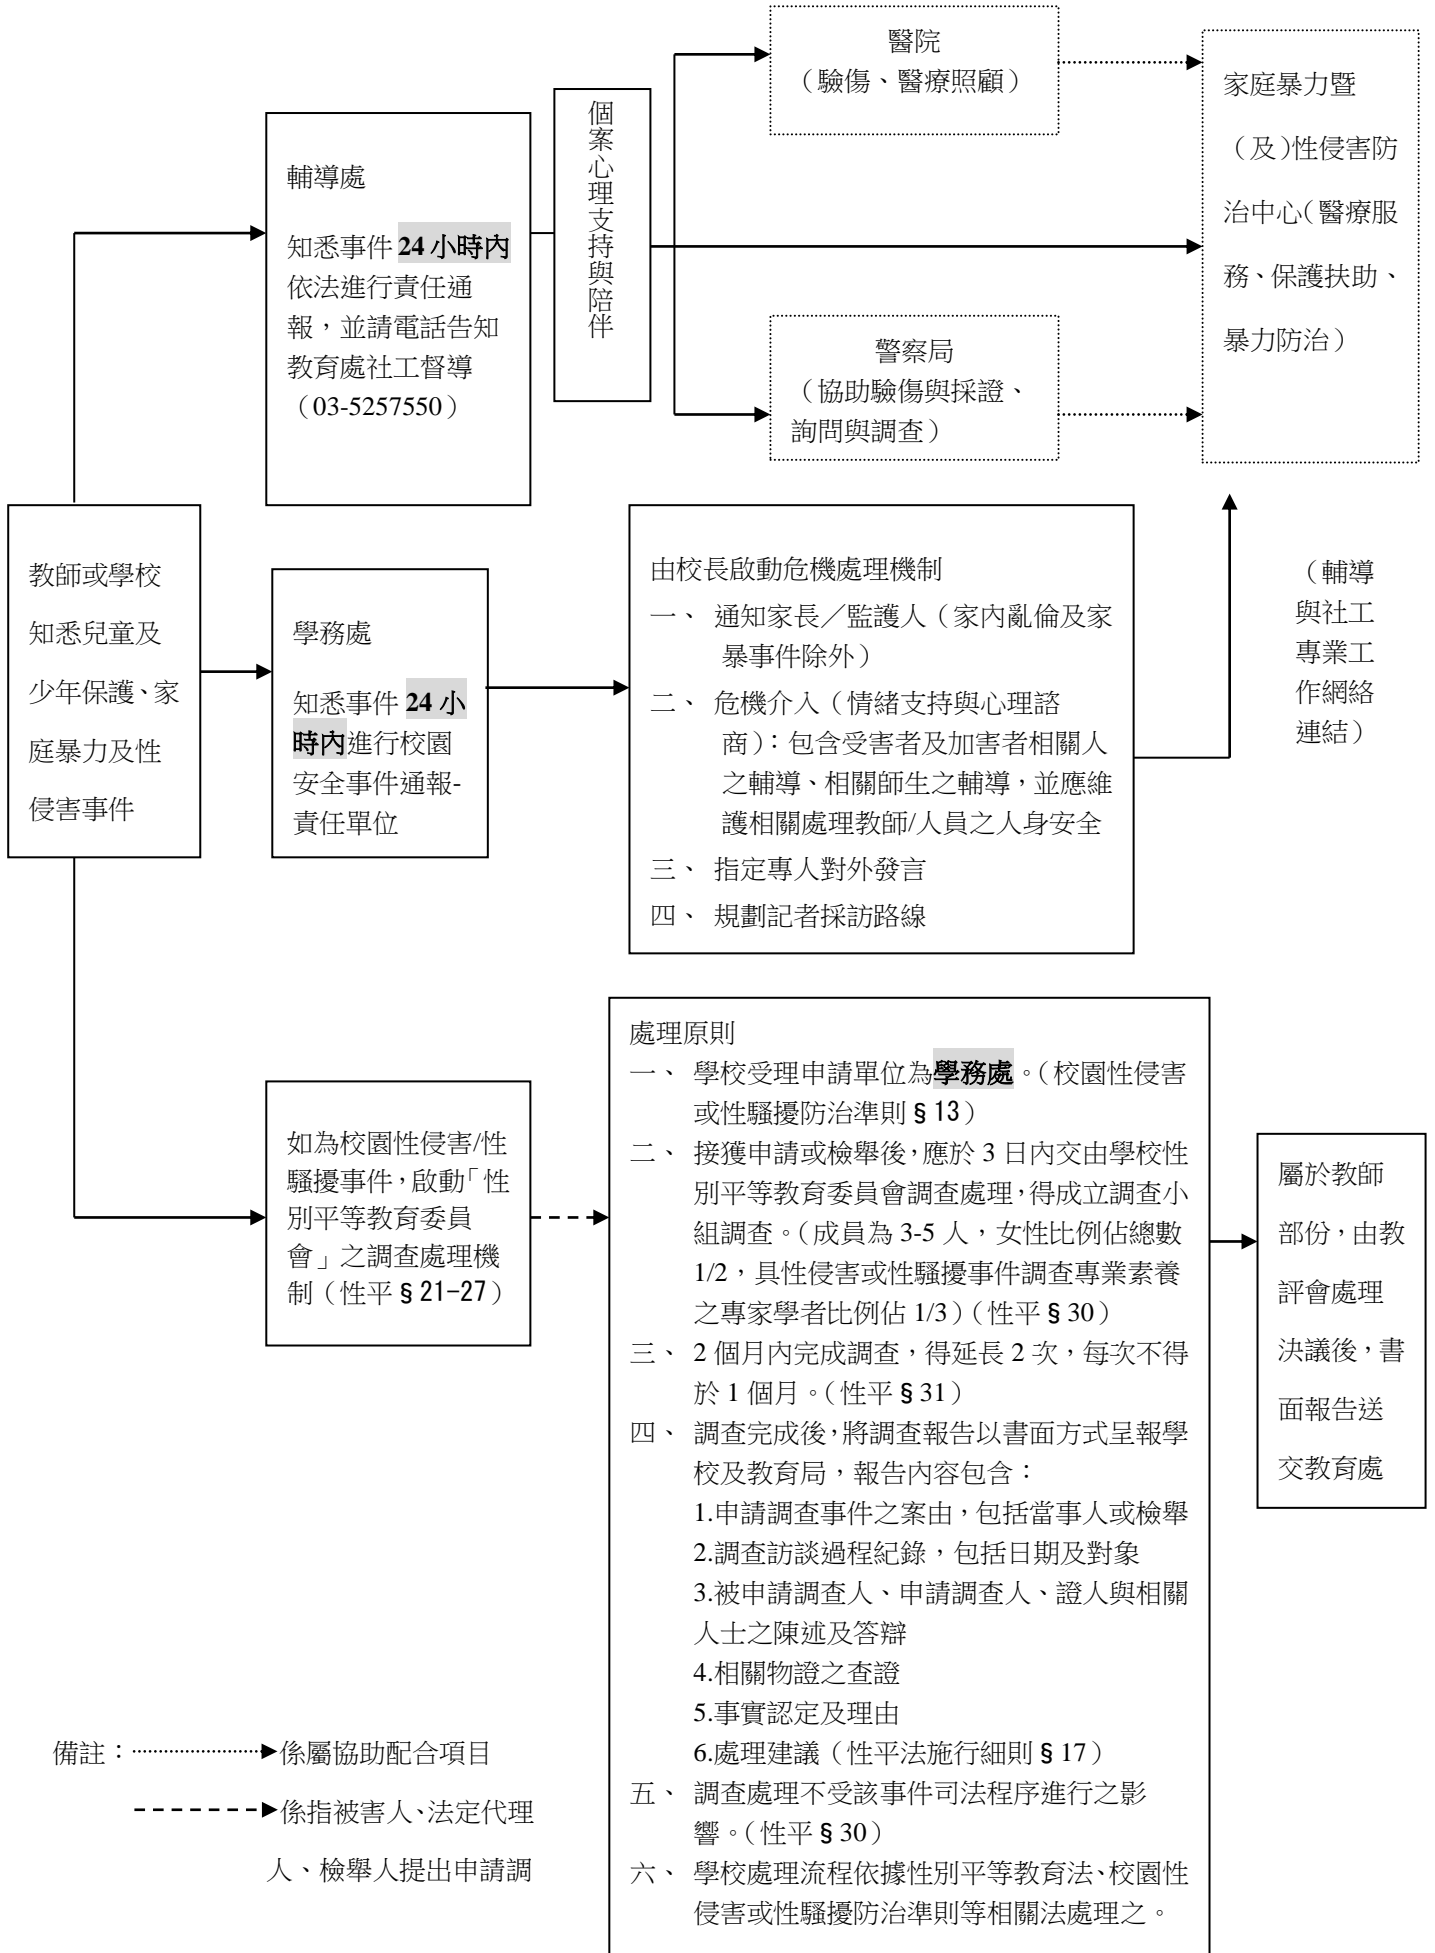 醫院
（驗傷、醫療照顧）
家庭暴力暨
（及）性侵害防
治中心（醫療服
務、保護扶助、
暴力防治）
個案心理支持與陪伴
輔導處
知悉事件 24 小時內
依法進行責任通
報，並請電話告知
教育處社工督導
（03-5257550）
警察局
（協助驗傷與採證、
詢問與調查）
教師或學校
知悉兒童及
少年保護、家
庭暴力及性
侵害事件
學務處
知悉事件 24 小
時內進行校園
安全事件通報-
責任單位
由校長啟動危機處理機制
一、 通知家長／監護人（家內亂倫及家
暴事件除外）
二、 危機介入（情緒支持與心理諮
商）：包含受害者及加害者相關人
之輔導、相關師生之輔導，並應維
護相關處理教師/人員之人身安全
三、 指定專人對外發言
四、 規劃記者採訪路線
（輔導
與社工
專業工
作網絡
連結）
如為校園性侵害/性
騷擾事件，啟動「性
別平等教育委員
會」之調查處理機
制（性平§21-27）
處理原則
一、 學校受理申請單位為學務處。（校園性侵害
或性騷擾防治準則§13）
二、 接獲申請或檢舉後，應於 3 日內交由學校性
別平等教育委員會調查處理，得成立調查小
組調查。（成員為 3-5 人，女性比例佔總數
1/2，具性侵害或性騷擾事件調查專業素養
之專家學者比例佔 1/3）（性平§30）
三、 2 個月內完成調查，得延長 2 次，每次不得
於 1 個月。（性平§31）
四、 調查完成後，將調查報告以書面方式呈報學
校及教育局，報告內容包含：
1.申請調查事件之案由，包括當事人或檢舉
2.調查訪談過程紀錄，包括日期及對象
3.被申請調查人、申請調查人、證人與相關
人士之陳述及答辯
4.相關物證之查證
5.事實認定及理由
6.處理建議（性平法施行細則§17）
五、 調查處理不受該事件司法程序進行之影
響。（性平§30）
六、 學校處理流程依據性別平等教育法、校園性
侵害或性騷擾防治準則等相關法處理之。
屬於教師
部份，由教
評會處理
決議後，書
面報告送
交教育處
備註：係屬協助配合項目
係指被害人、法定代理
人、檢舉人提出申請調